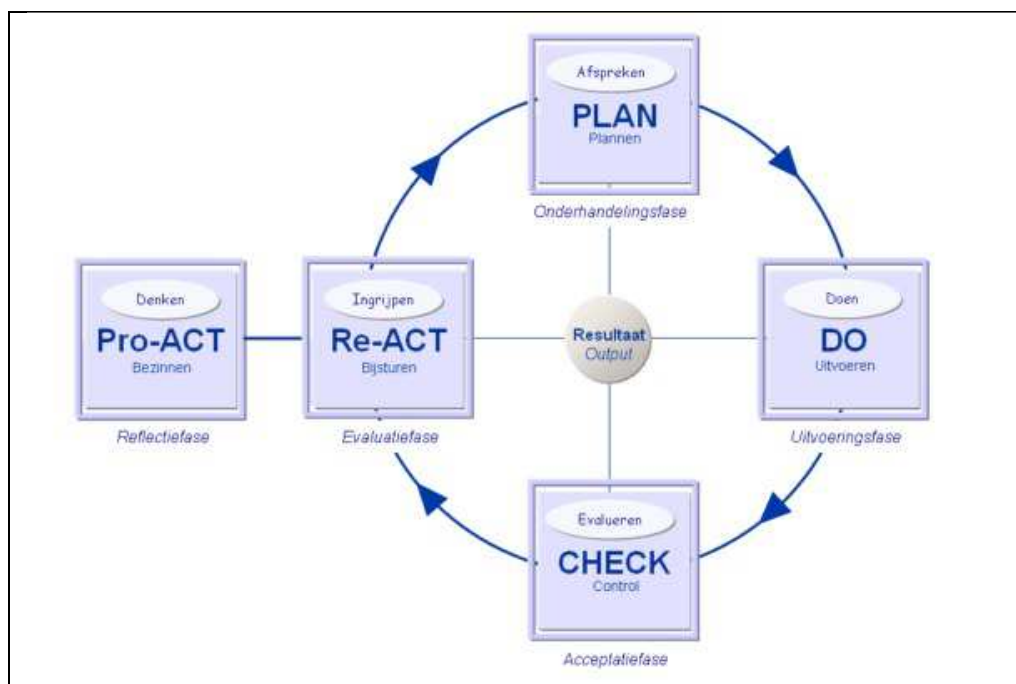 Afspreken
PLAN
Plannen
Onderhandelingsfase
Denken
Pro-ACT
Bezinnen
Reflectiefase
Ingrijpen
Re-ACT
Bijsturen
Evaluatiefase
Resultaat
Output
Doen
DO
Uitvoeren
Uitvoeringsfase
Evalueren
CHECK
Control
Acceptatiefase